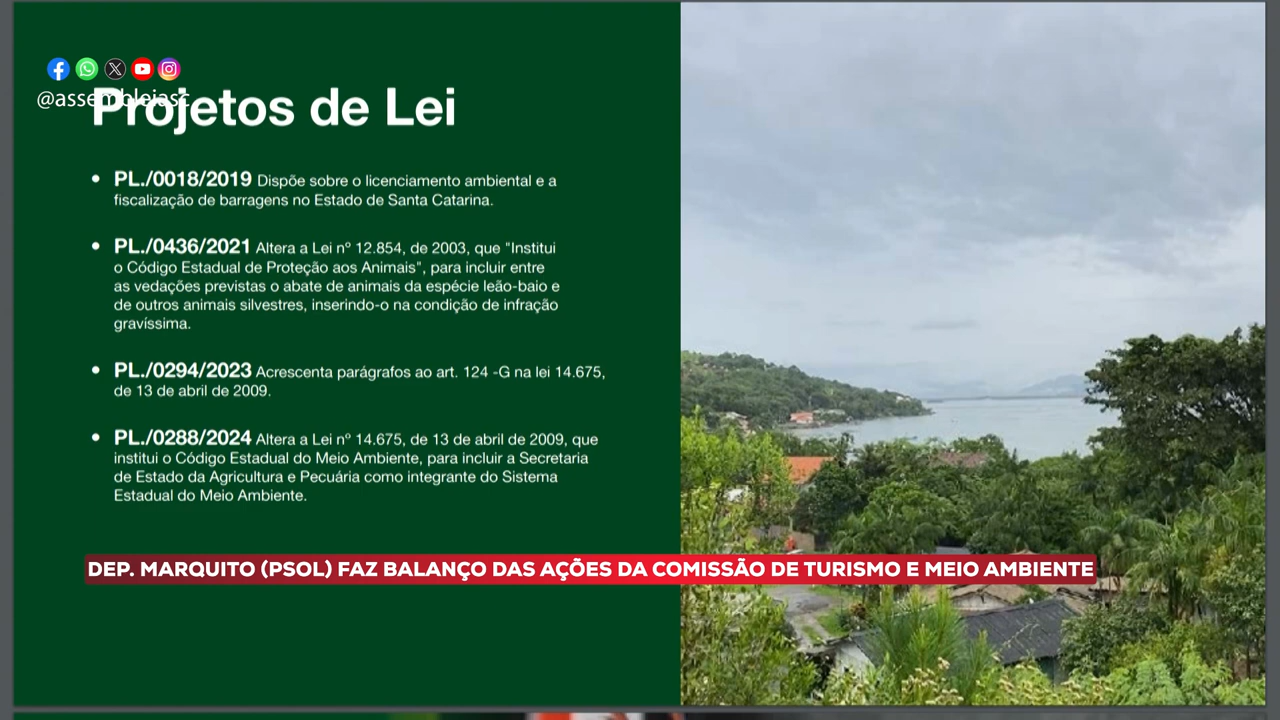 @assembleiasc
Projetos de Lei
PL./0018/2019 Dispõe sobre o licenciamento ambiental e a
fiscalização de barragens no Estado de Santa Catarina.
PL./0436/2021 Altera a Lei nº 12.854, de 2003, que "Institui
o Código Estadual de Proteção aos Animais", para incluir entre
as vedações previstas o abate de animais da espécie leão-baio e
de outros animais silvestres, inserindo-o na condição de infração
gravíssima.
PL./0294/2023 Acrescenta parágrafos ao art. 124 -G na lei 14.675,
de 13 de abril de 2009.
PL./0288/2024 Altera a Lei nº 14.675, de 13 de abril de 2009, que
institui o Código Estadual do Meio Ambiente, para incluir a Secretaria
de Estado da Agricultura e Pecuária como integrante do Sistema
Estadual do Meio Ambiente.
DEP. MARQUITO (PSOL) FAZ BALANÇO DAS AÇÕES DA COMISSÃO DE TURISMO E MEIO AMBIENTE